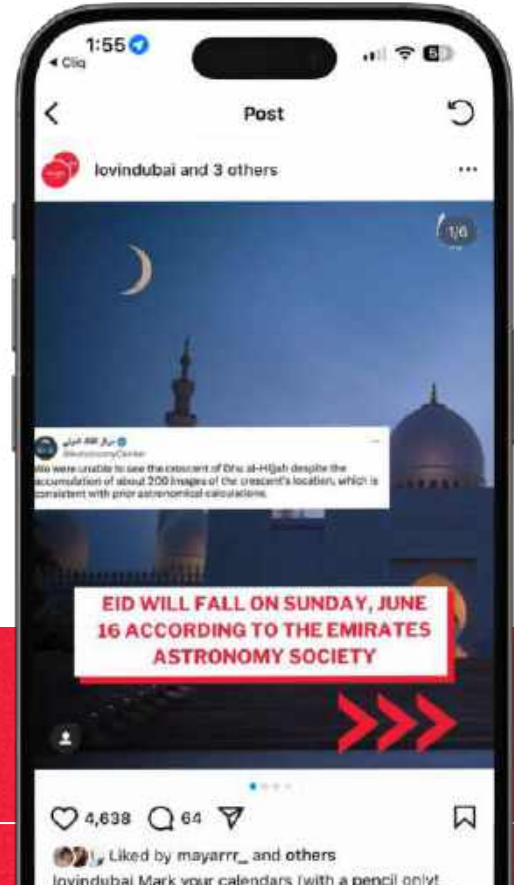 1:55
◀ Cliq
Post
lovindubai and 3 others
1/6
We were unable to see the crescent of Dhu al-Hijjah despite the
accumulation of about 200 images of the crescent's location, which is
consistent with prior astronomical calculations.
EID WILL FALL ON SUNDAY, JUNE
16 ACCORDING TO THE EMIRATES
ASTRONOMY SOCIETY
4,638 64
Liked by mayarrr_ and others
lovindubai Mark your calendars (with a pencil only!